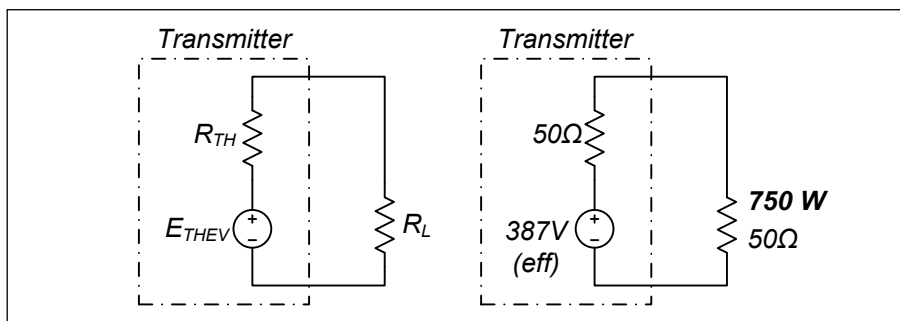 Transmitter
R_TH
E_THEV
+
−
R_L
Transmitter
50Ω
387V
(eff)
+
−
750 W
50Ω